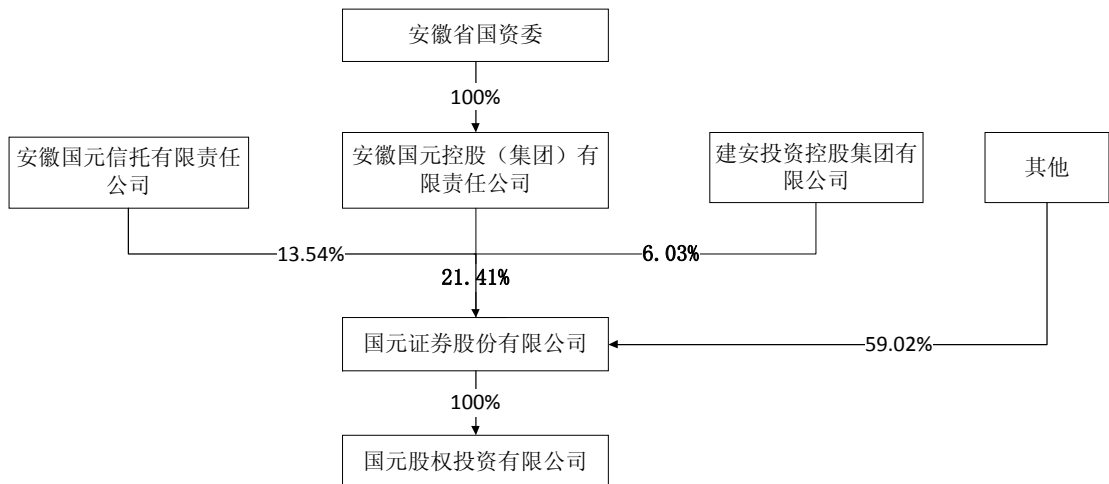 安徽省国资委
100%
安徽国元信托有限责任
公司
安徽国元控股（集团）有
限责任公司
建安投资控股集团有
限公司
其他
13.54%
6.03%
21.41%
国元证券股份有限公司
59.02%
100%
国元股权投资有限公司